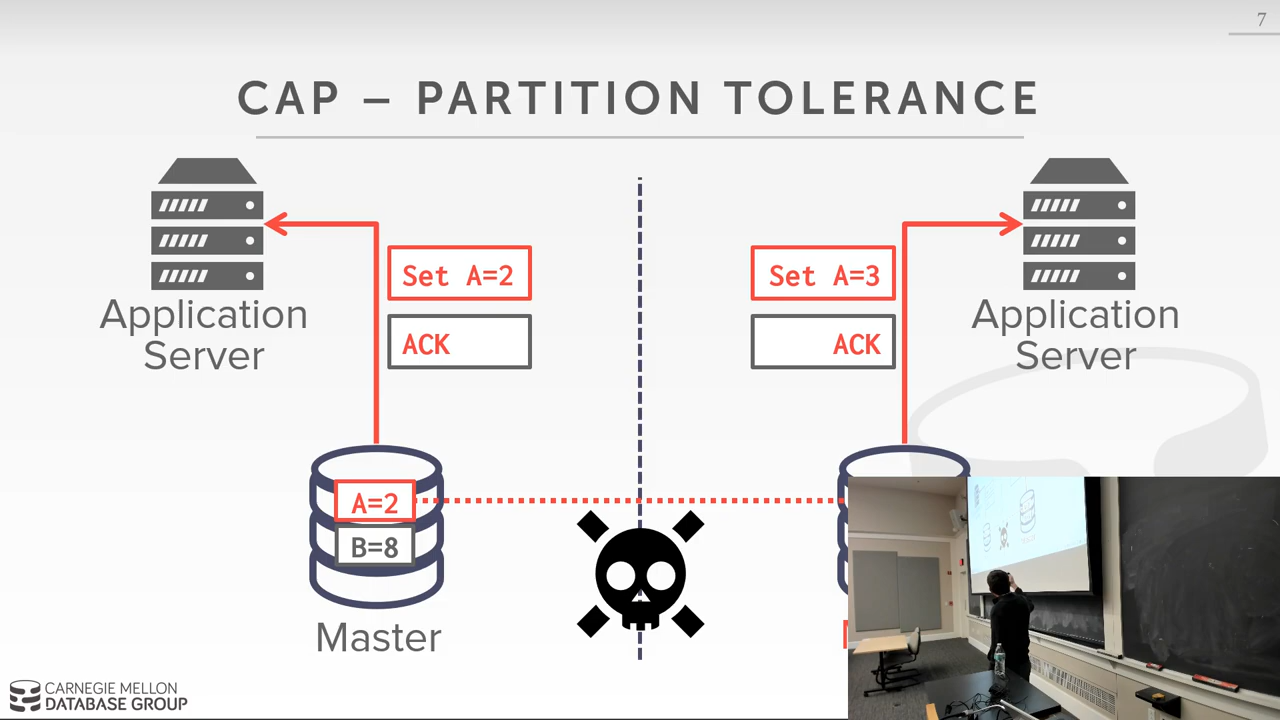 7
CAP – PARTITION TOLERANCE
Set A=2
ACK
Set A=3
ACK
Application
Server
Application
Server
A=2
B=8
Master
CARNEGIE MELLON
DATABASE GROUP